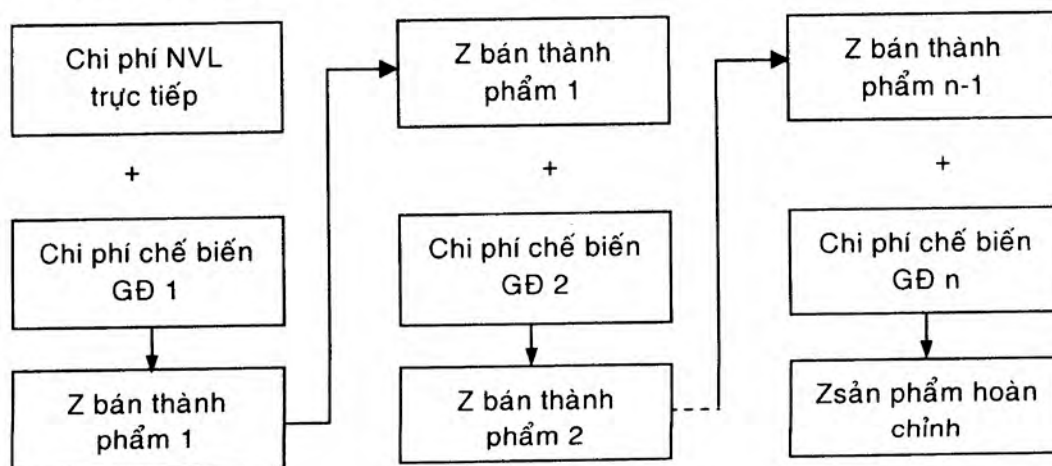 Chi phí NVL
trực tiếp
+
Chi phí chế biến
GĐ 1
Z bán thành
phẩm 1
Z bán thành
phẩm 1
+
Chi phí chế biến
GĐ 2
Z bán thành
phẩm 2
Z bán thành
phẩm n-1
+
Chi phí chế biến
GĐ n
Zsản phẩm hoàn
chỉnh